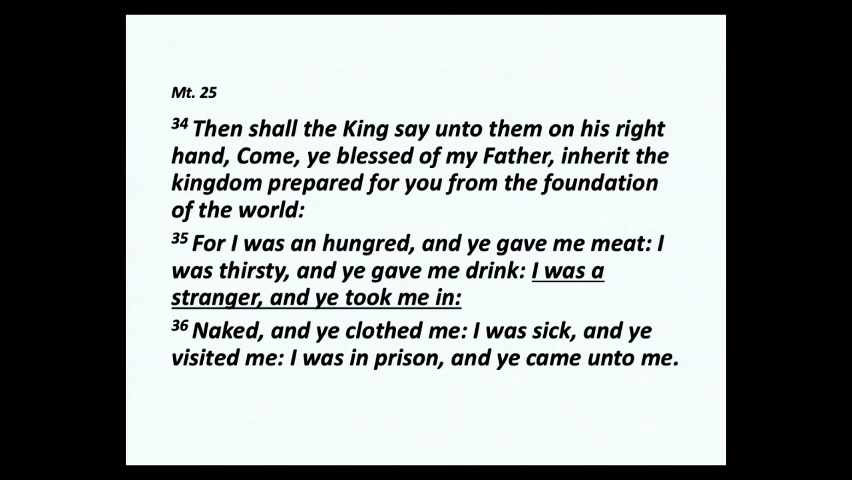 Mt. 25
34 Then shall the King say unto them on his right
hand, Come, ye blessed of my Father, inherit the
kingdom prepared for you from the foundation
of the world:
35 For I was an hungred, and ye gave me meat: I
was thirsty, and ye gave me drink: I was a
stranger, and ye took me in:
36 Naked, and ye clothed me: I was sick, and ye
visited me: I was in prison, and ye came unto me.